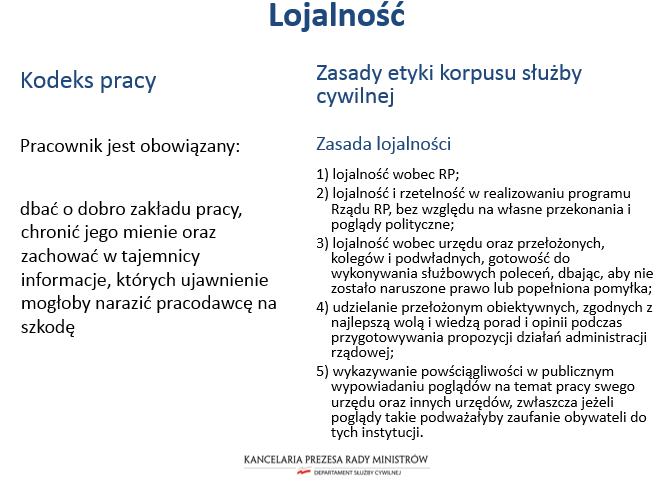 Lojalność
Kodeks pracy
Pracownik jest obowiązany:
dbać o dobro zakładu pracy,
chronić jego mienie oraz
zachować w tajemnicy
informacje, których ujawnienie
mogłoby narazić pracodawcę na
szkodę
Zasady etyki korpusu służby
cywilnej
Zasada lojalności
1) lojalność wobec RP;
2) lojalność i rzetelność w realizowaniu programu
Rządu RP, bez względu na własne przekonania i
poglądy polityczne;
3) lojalność wobec urzędu oraz przełożonych,
kolegów i podwładnych, gotowość do
wykonywania służbowych poleceń, dbając, aby nie
zostało naruszone prawo lub popełniona pomyłka;
4) udzielanie przełożonym obiektywnych, zgodnych z
najlepszą wolą i wiedzą porad i opinii podczas
przygotowywania propozycji działań administracji
rządowej;
5) wykazywanie powściągliwości w publicznym
wypowiadaniu poglądów na temat pracy swego
urzędu oraz innych urzędów, zwłaszcza jeżeli
poglądy takie podważałyby zaufanie obywateli do
tych instytucji.
KANCELARIA PREZESA RADY MINISTRÓW
DEPARTAMENT SŁUŻBY CYWILNEJ